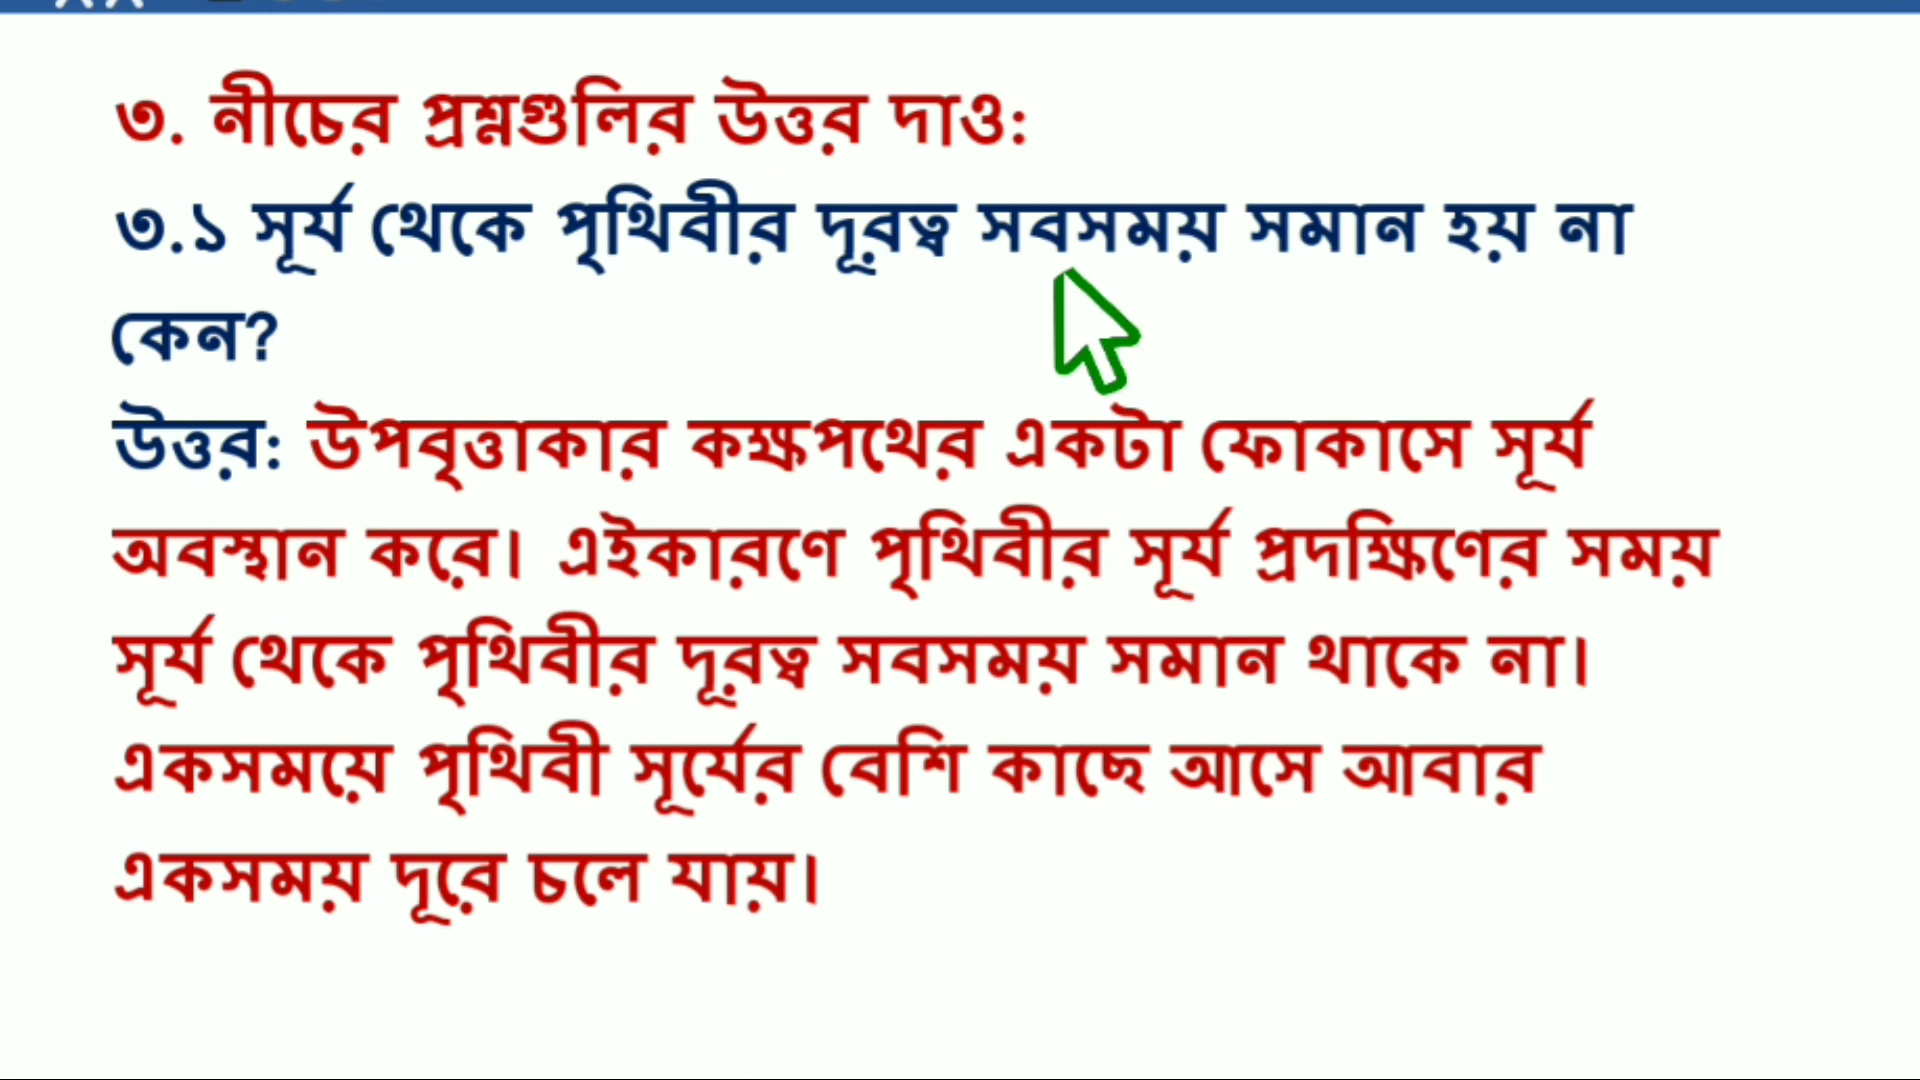 ৩. নীচের প্রশ্নগুলির উত্তর দাও:
৩.১ সূর্য থেকে পৃথিবীর দূরত্ব সবসময় সমান হয় না
কেন?
উত্তর: উপবৃত্তাকার কক্ষপথের একটা ফোকাসে সূর্য
অবস্থান করে। এইকারণে পৃথিবীর সূর্য প্রদক্ষিণের সময়
সূর্য থেকে পৃথিবীর দূরত্ব সবসময় সমান থাকে না।
একসময়ে পৃথিবী সূর্যের বেশি কাছে আসে আবার
একসময় দূরে চলে যায়।